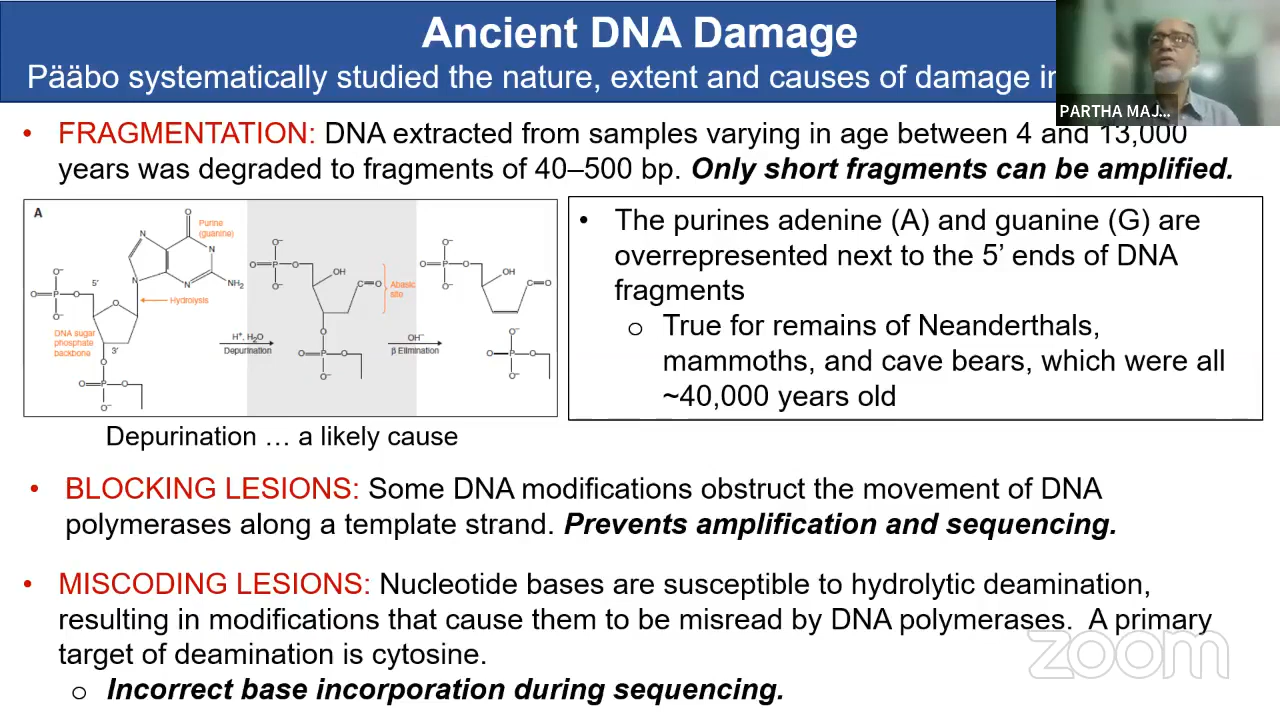 Ancient DNA Damage
Pääbo systematically studied the nature, extent and causes of damage in
PARTHA MAJ...
• FRAGMENTATION: DNA extracted from samples varying in age between 4 and 13,000
years was degraded to fragments of 40–500 bp. Only short fragments can be amplified.
A
Purine
(guanine)
O
N
N
N
N
NH₂
Hydrolysis
5'
3'
DNA sugar
phosphate
backbone
O⁻
O=P–O
O⁻
O
O
O=P–O
O⁻
H⁺, H₂O
Depurination
O⁻
O=P–O
O⁻
OH
C=O
Abasic
site
O
O=P–O
O⁻
OH⁻
β Elimination
O⁻
O=P–O
O⁻
OH
C=O
O⁻
O–P=O
O⁻
Depurination … a likely cause
• The purines adenine (A) and guanine (G) are
overrepresented next to the 5’ ends of DNA
fragments
o True for remains of Neanderthals,
mammoths, and cave bears, which were all
~40,000 years old
• BLOCKING LESIONS: Some DNA modifications obstruct the movement of DNA
polymerases along a template strand. Prevents amplification and sequencing.
• MISCODING LESIONS: Nucleotide bases are susceptible to hydrolytic deamination,
resulting in modifications that cause them to be misread by DNA polymerases. A primary
target of deamination is cytosine.
o Incorrect base incorporation during sequencing.
zoom